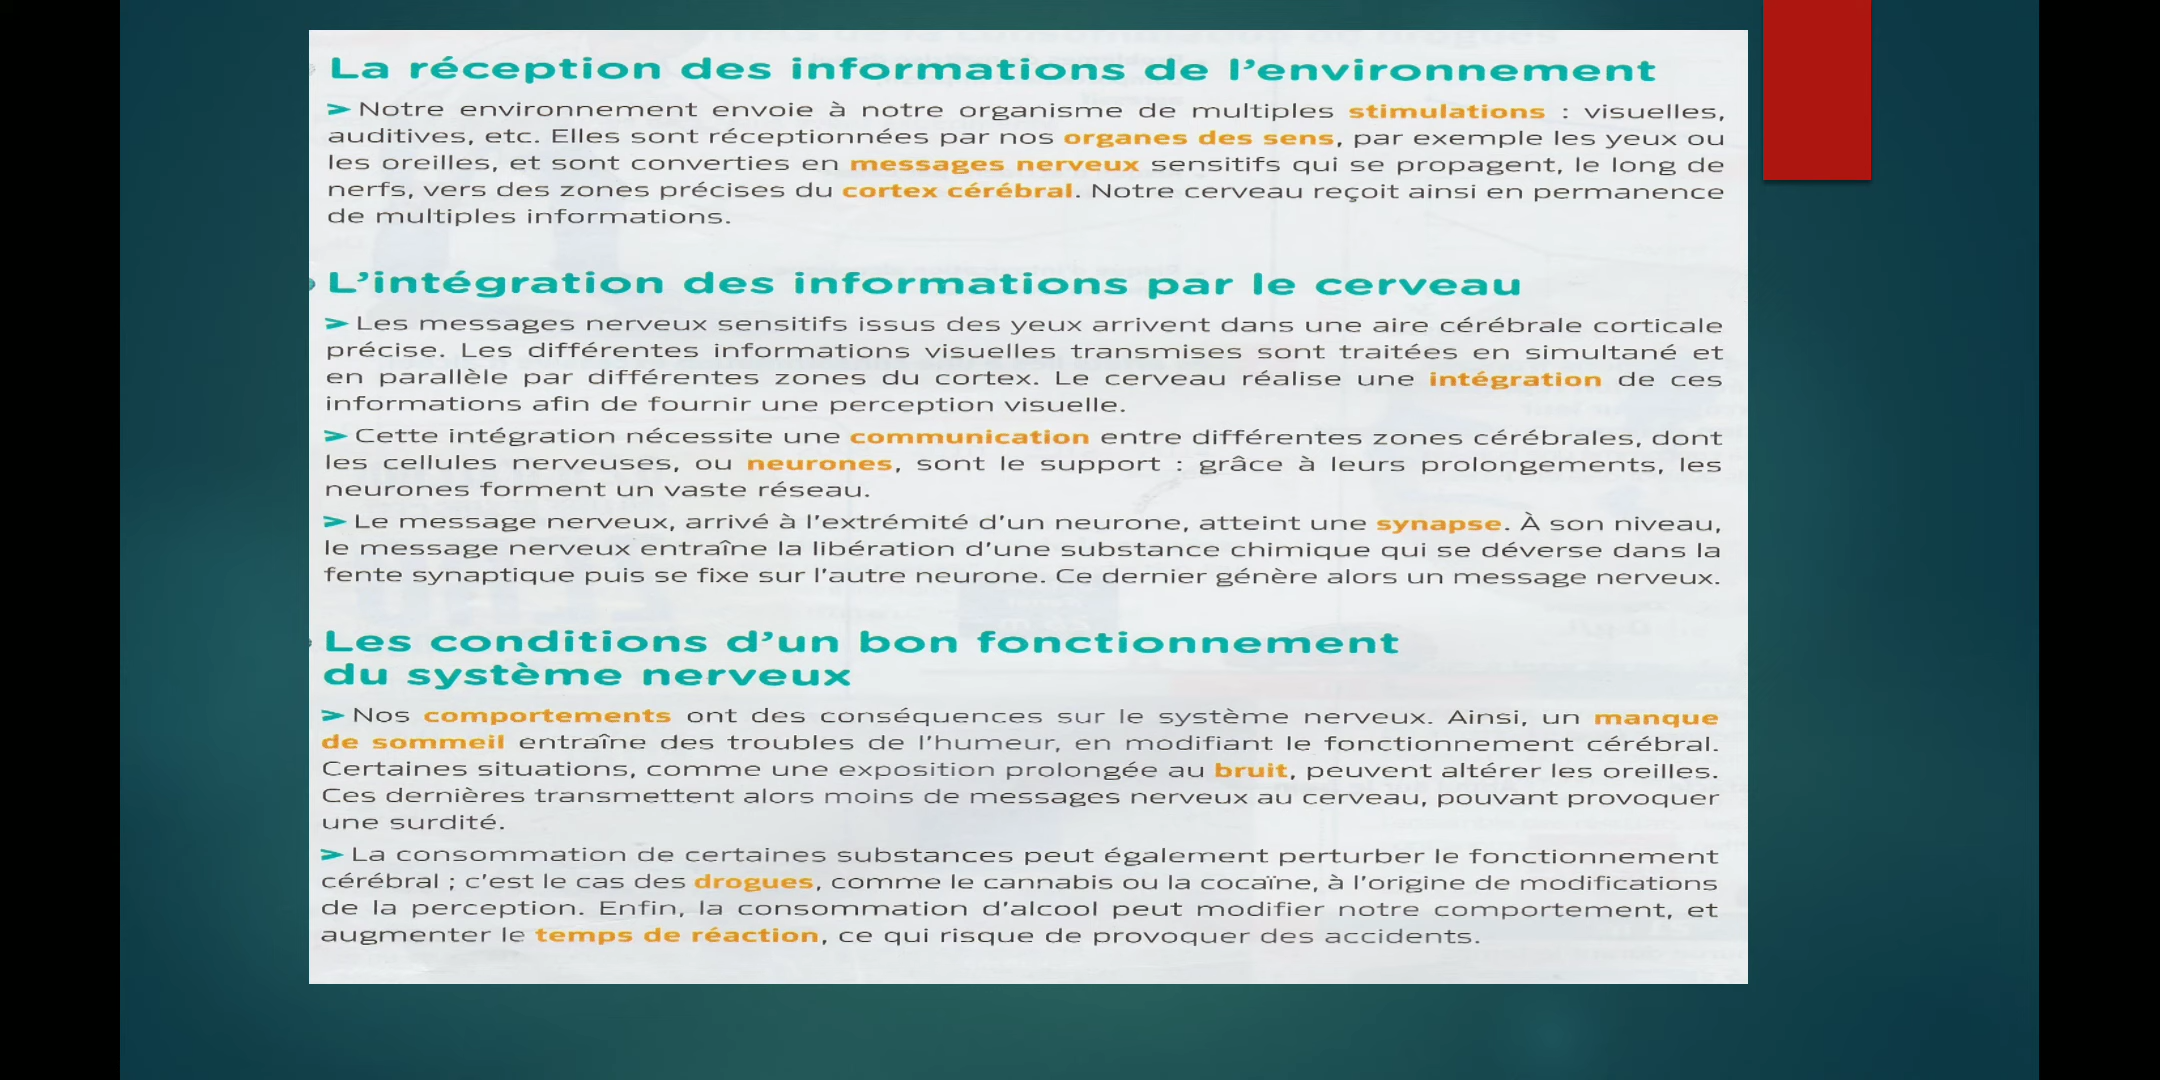 La réception des informations de l'environnement
> Notre environnement envoie à notre organisme de multiples stimulations : visuelles,
auditives, etc. Elles sont réceptionnées par nos organes des sens, par exemple les yeux ou
les oreilles, et sont converties en messages nerveux sensitifs qui se propagent, le long de
nerfs, vers des zones précises du cortex cérébral. Notre cerveau reçoit ainsi en permanence
de multiples informations.
L'intégration des informations par le cerveau
> Les messages nerveux sensitifs issus des yeux arrivent dans une aire cérébrale corticale
précise. Les différentes informations visuelles transmises sont traitées en simultané et
en parallèle par différentes zones du cortex. Le cerveau réalise une intégration de ces
informations afin de fournir une perception visuelle.
> Cette intégration nécessite une communication entre différentes zones cérébrales, dont
les cellules nerveuses, ou neurones, sont le support : grâce à leurs prolongements, les
neurones forment un vaste réseau.
> Le message nerveux, arrivé à l'extrémité d'un neurone, atteint une synapse. À son niveau,
le message nerveux entraîne la libération d'une substance chimique qui se déverse dans la
fente synaptique puis se fixe sur l'autre neurone. Ce dernier génère alors un message nerveux.
Les conditions d'un bon fonctionnement
du système nerveux
> Nos comportements ont des conséquences sur le système nerveux. Ainsi, un manque
de sommeil entraîne des troubles de l'humeur, en modifiant le fonctionnement cérébral.
Certaines situations, comme une exposition prolongée au bruit, peuvent altérer les oreilles.
Ces dernières transmettent alors moins de messages nerveux au cerveau, pouvant provoquer
une surdité.
> La consommation de certaines substances peut également perturber le fonctionnement
cérébral ; c'est le cas des drogues, comme le cannabis ou la cocaïne, à l'origine de modifications
de la perception. Enfin, la consommation d'alcool peut modifier notre comportement, et
augmenter le temps de réaction, ce qui risque de provoquer des accidents.